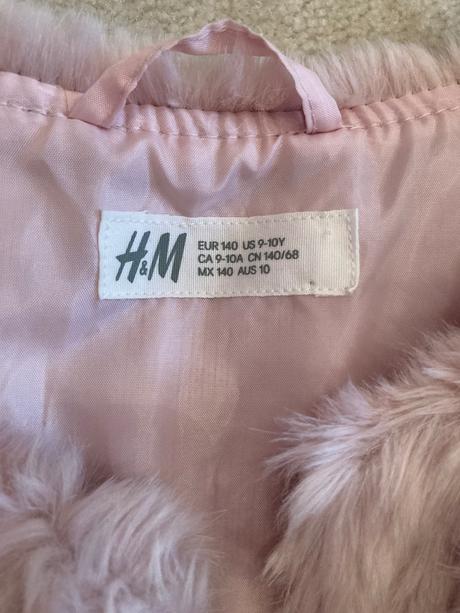 H&M
EUR 140 US 9-10Y
CA 9-10A CN 140/68
MX 140 AUS 10